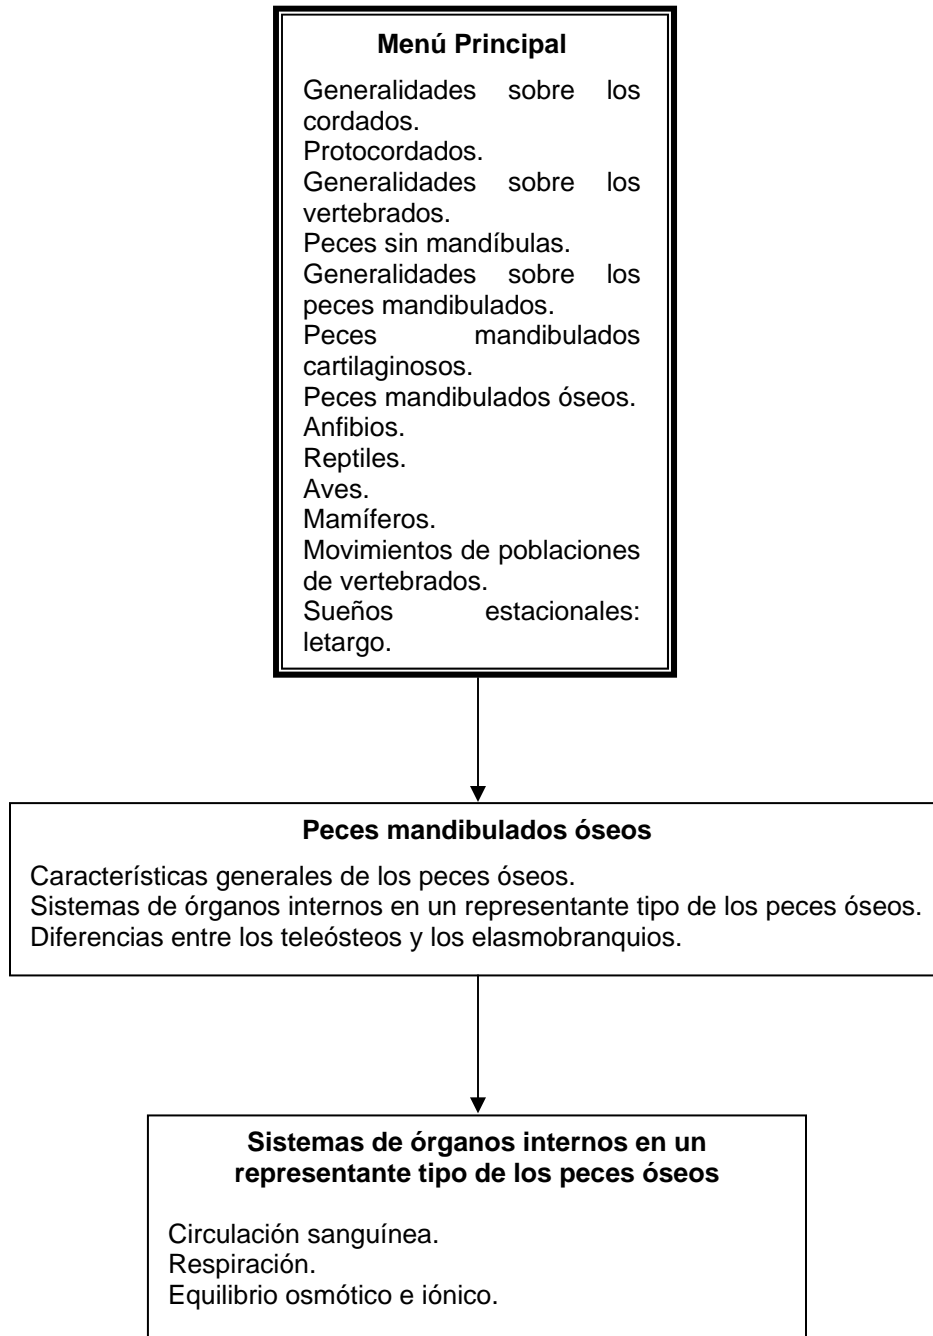 Menú Principal
Generalidades sobre los
cordados.
Protocordados.
Generalidades sobre los
vertebrados.
Peces sin mandíbulas.
Generalidades sobre los
peces mandibulados.
Peces mandibulados
cartilaginosos.
Peces mandibulados óseos.
Anfibios.
Reptiles.
Aves.
Mamíferos.
Movimientos de poblaciones
de vertebrados.
Sueños estacionales:
letargo.
Peces mandibulados óseos
Características generales de los peces óseos.
Sistemas de órganos internos en un representante tipo de los peces óseos.
Diferencias entre los teleósteos y los elasmobranquios.
Sistemas de órganos internos en un
representante tipo de los peces óseos
Circulación sanguínea.
Respiración.
Equilibrio osmótico e iónico.